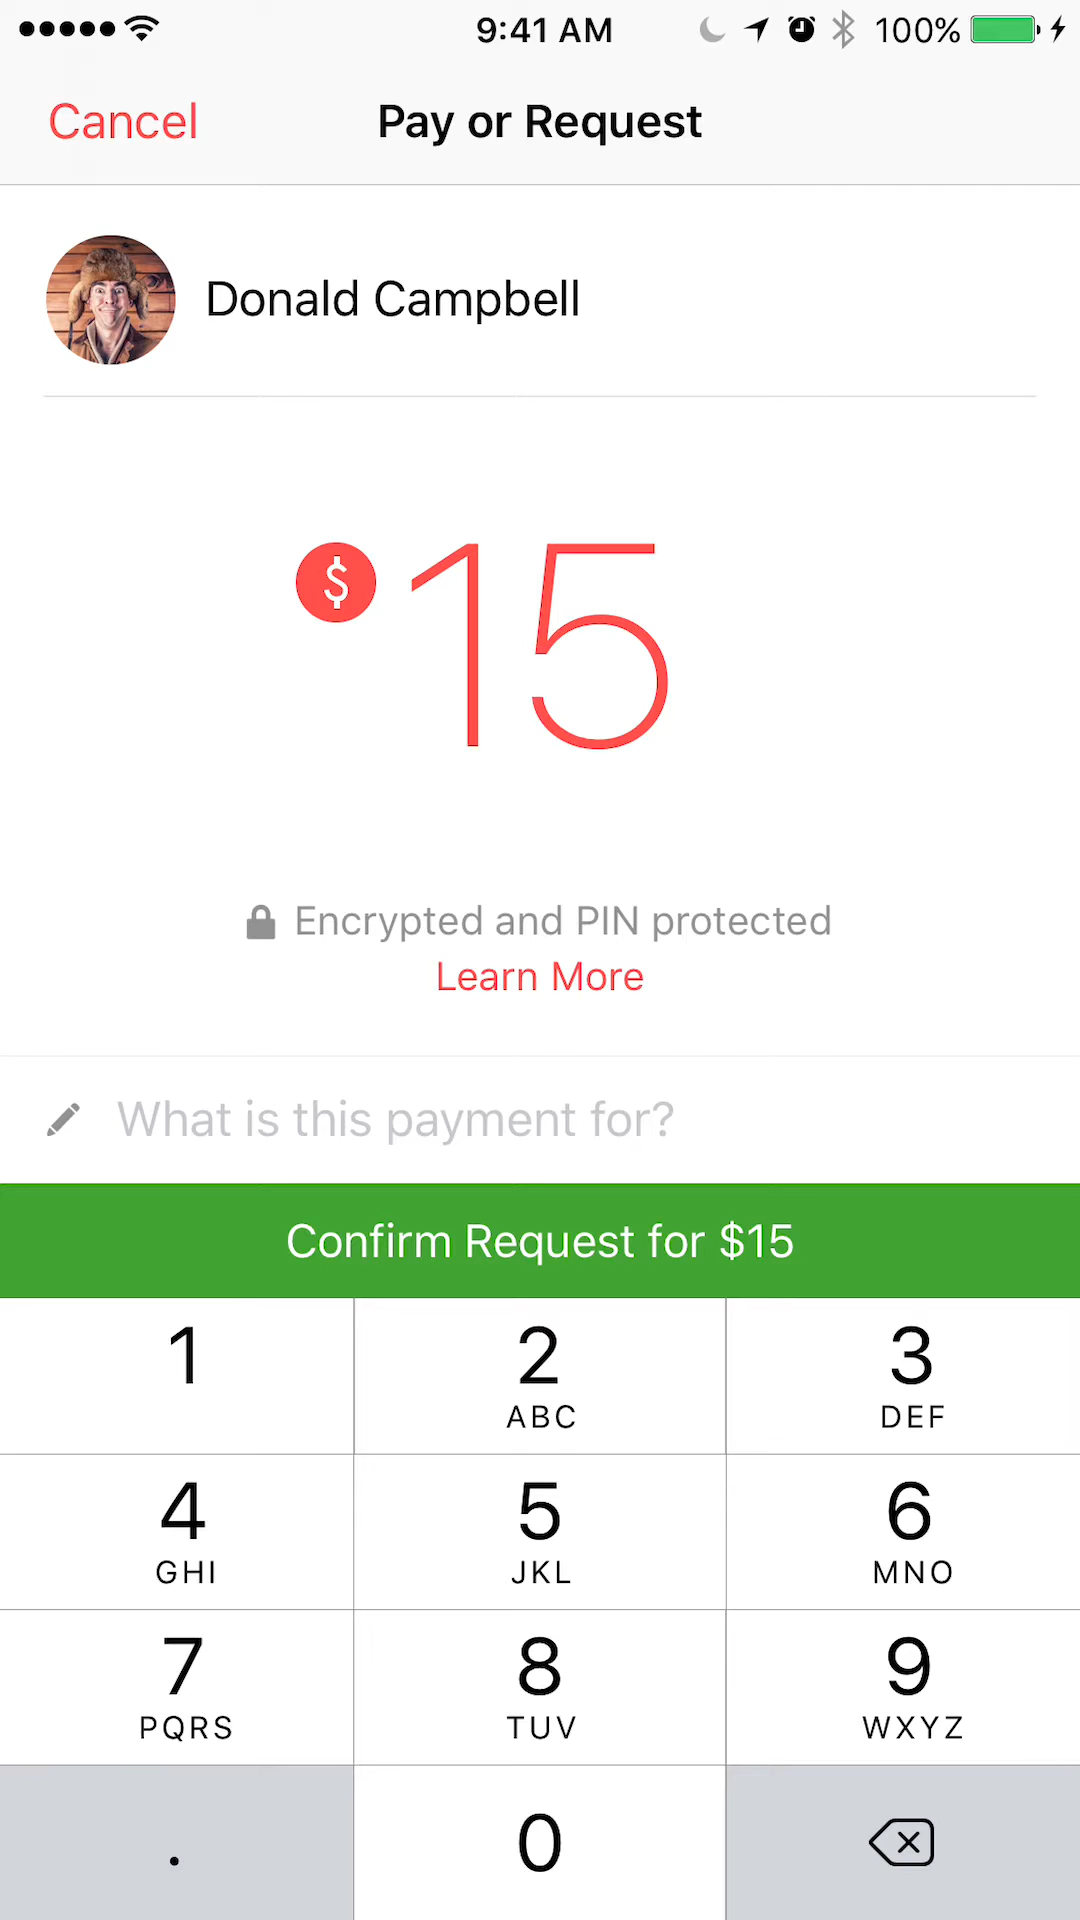 9:41 AM 100%
Cancel Pay or Request
Donald Campbell
$ 15
Encrypted and PIN protected
Learn More
What is this payment for?
Confirm Request for $15
1 2 3
ABC DEF
4 5 6
GHI JKL MNO
7 8 9
PQRS TUV WXYZ
. 0